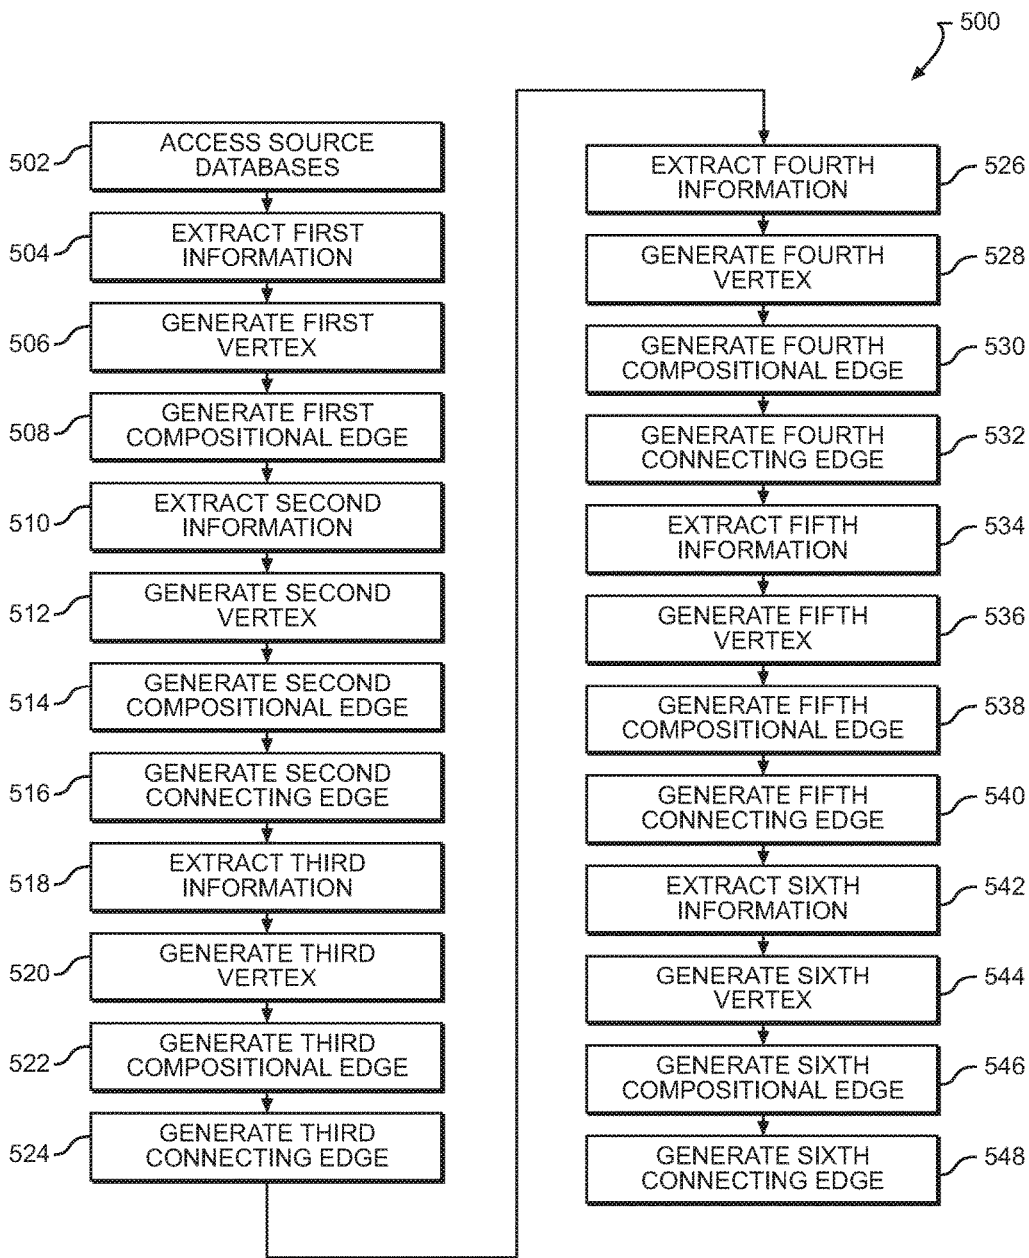 500
502
ACCESS SOURCE
DATABASES
504
EXTRACT FIRST
INFORMATION
506
GENERATE FIRST
VERTEX
508
GENERATE FIRST
COMPOSITIONAL EDGE
510
EXTRACT SECOND
INFORMATION
512
GENERATE SECOND
VERTEX
514
GENERATE SECOND
COMPOSITIONAL EDGE
516
GENERATE SECOND
CONNECTING EDGE
518
EXTRACT THIRD
INFORMATION
520
GENERATE THIRD
VERTEX
522
GENERATE THIRD
COMPOSITIONAL EDGE
524
GENERATE THIRD
CONNECTING EDGE
EXTRACT FOURTH
INFORMATION
526
GENERATE FOURTH
VERTEX
528
GENERATE FOURTH
COMPOSITIONAL EDGE
530
GENERATE FOURTH
CONNECTING EDGE
532
EXTRACT FIFTH
INFORMATION
534
GENERATE FIFTH
VERTEX
536
GENERATE FIFTH
COMPOSITIONAL EDGE
538
GENERATE FIFTH
CONNECTING EDGE
540
EXTRACT SIXTH
INFORMATION
542
GENERATE SIXTH
VERTEX
544
GENERATE SIXTH
COMPOSITIONAL EDGE
546
GENERATE SIXTH
CONNECTING EDGE
548